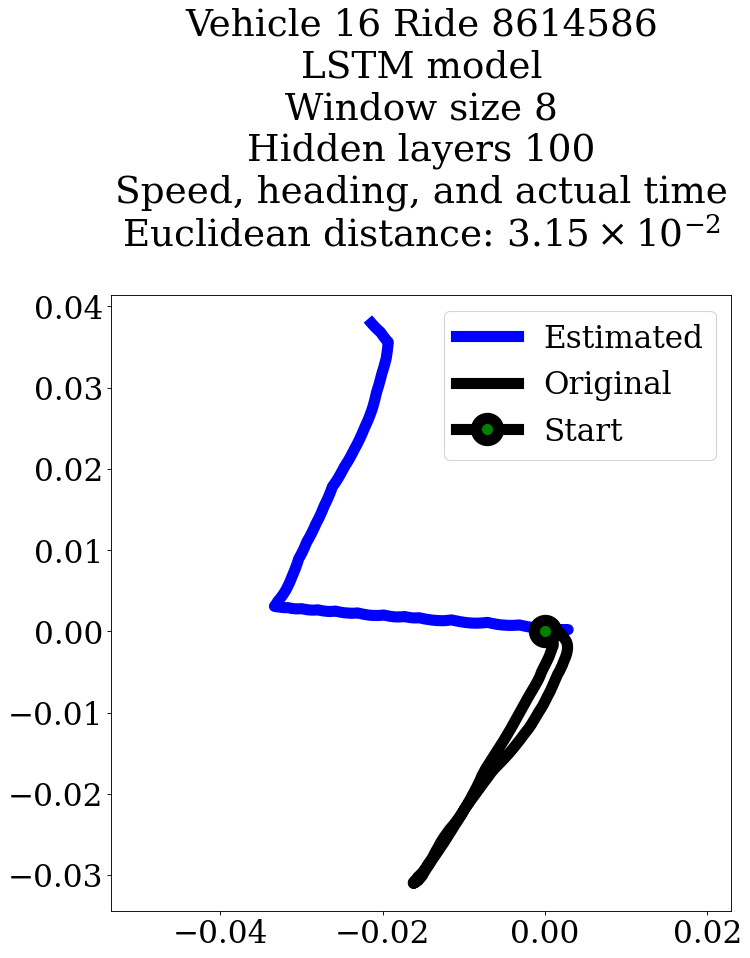 Vehicle 16 Ride 8614586
LSTM model
Window size 8
Hidden layers 100
Speed, heading, and actual time
Euclidean distance: 3.15 × 10⁻²
0.04
0.03
0.02
0.01
0.00
−0.01
−0.02
−0.03
Estimated
Original
Start
−0.04
−0.02
0.00
0.02